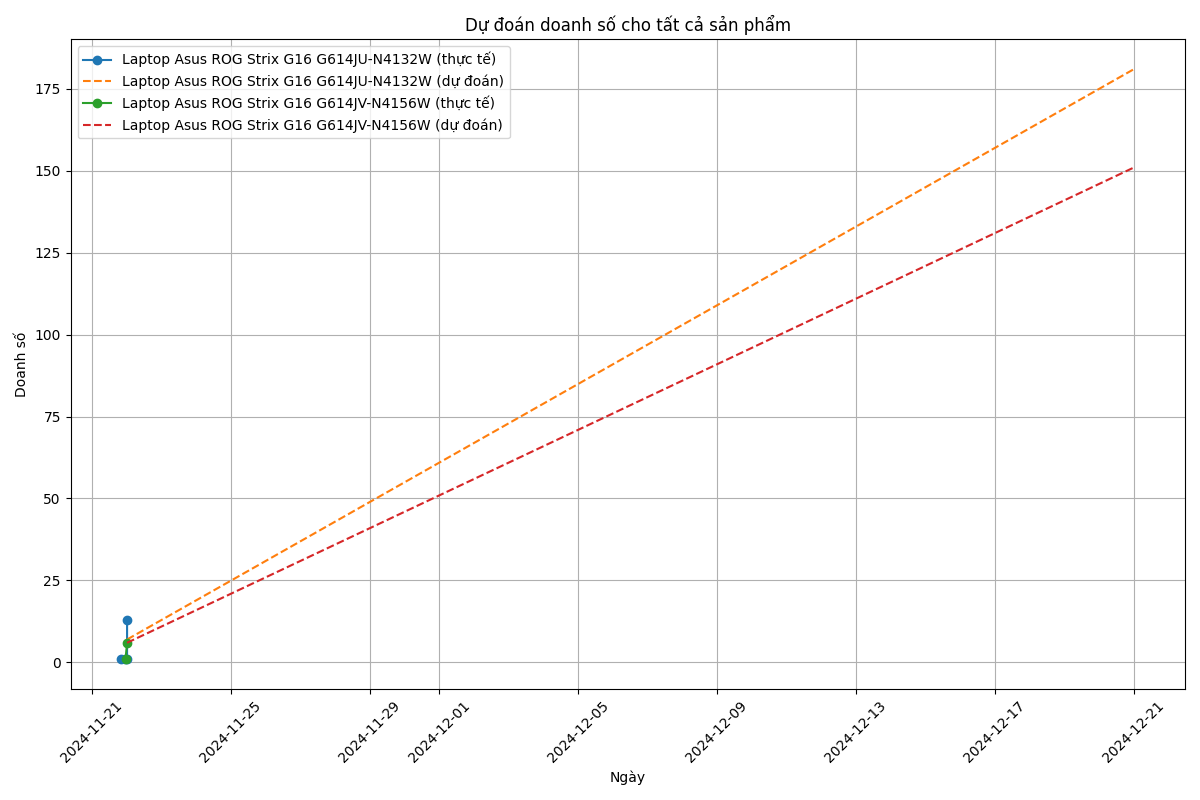 Dự đoán doanh số cho tất cả sản phẩm
Laptop Asus ROG Strix G16 G614JU-N4132W (thực tế)
Laptop Asus ROG Strix G16 G614JU-N4132W (dự đoán)
Laptop Asus ROG Strix G16 G614JV-N4156W (thực tế)
Laptop Asus ROG Strix G16 G614JV-N4156W (dự đoán)
Doanh số
175
150
125
100
75
50
25
0
2024-11-21
2024-11-25
2024-11-29
2024-12-01
2024-12-05
2024-12-09
2024-12-13
2024-12-17
2024-12-21
Ngày